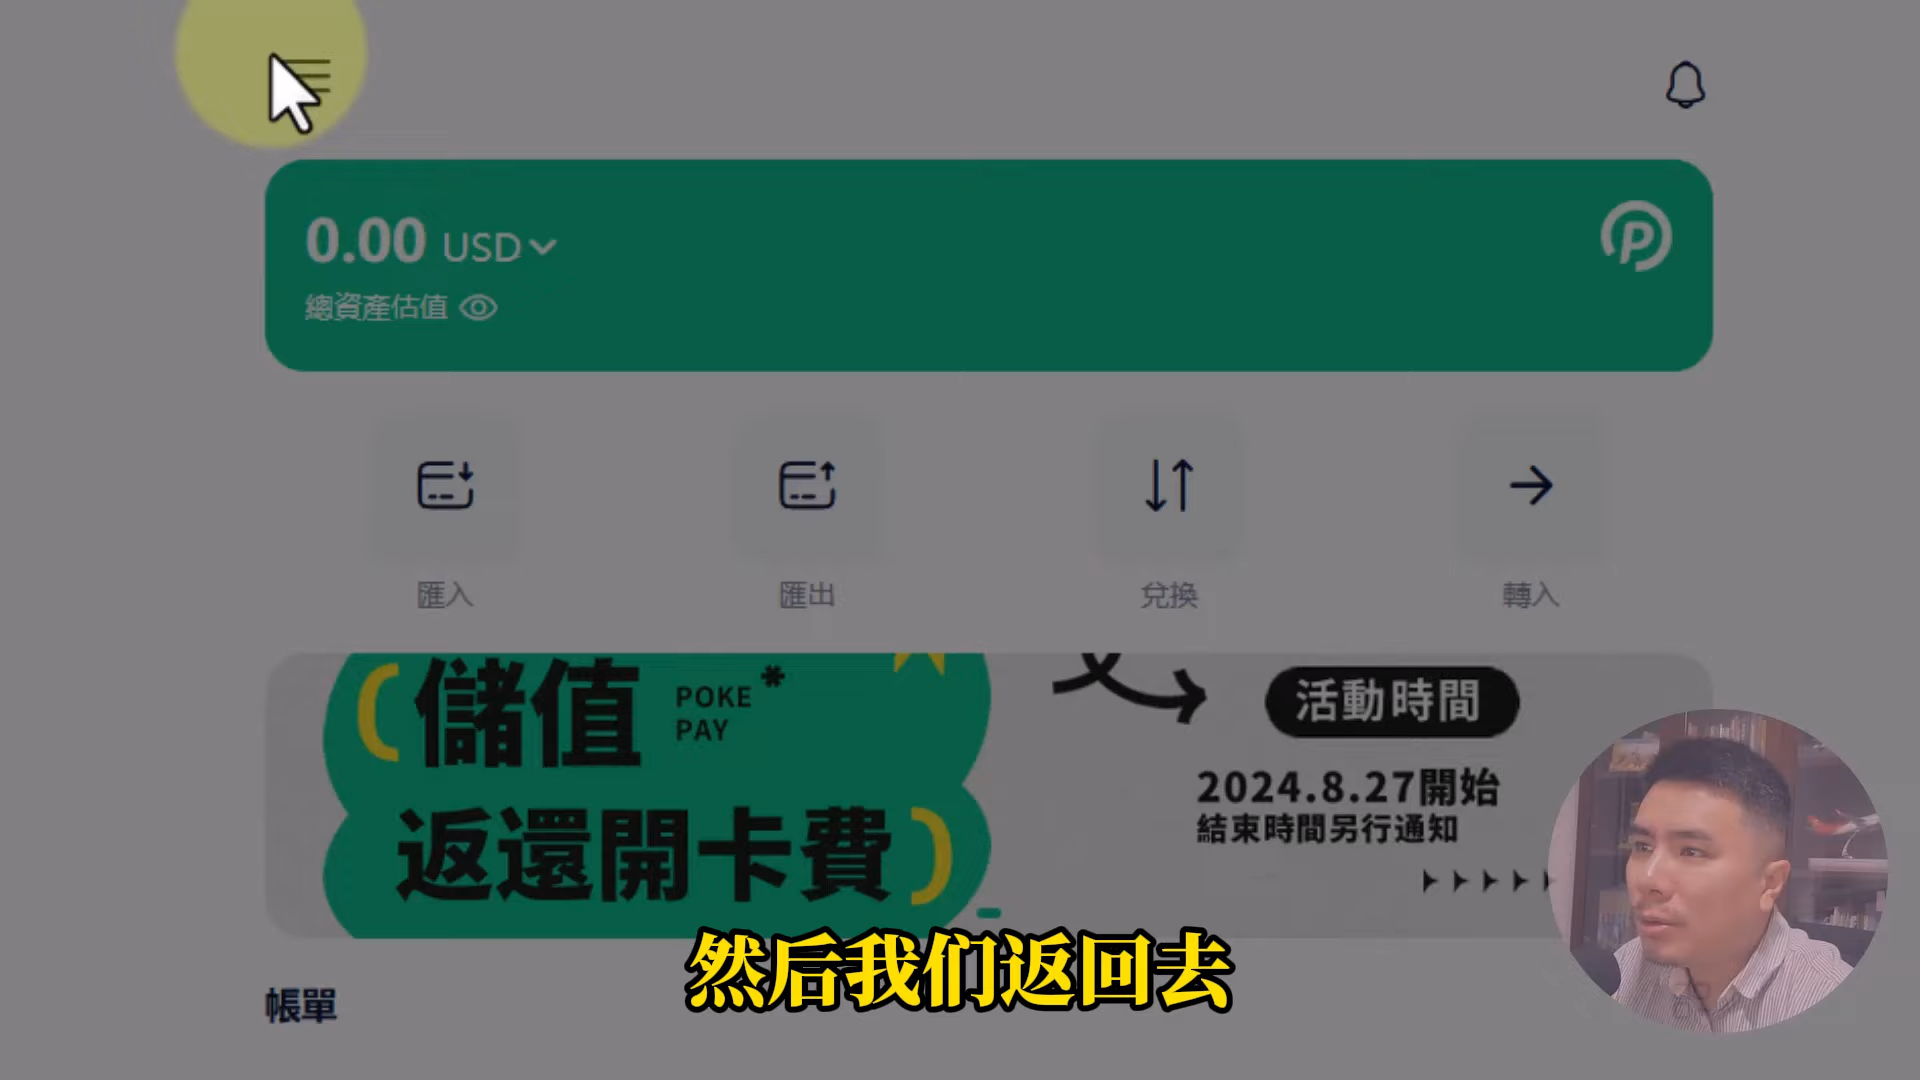 0.00 USD
總資產估值
匯入
匯出
兌換
轉入
儲值
POKE
PAY
返還開卡費
活動時間
2024.8.27開始
結束時間另行通知
然后我们返回去
帳單